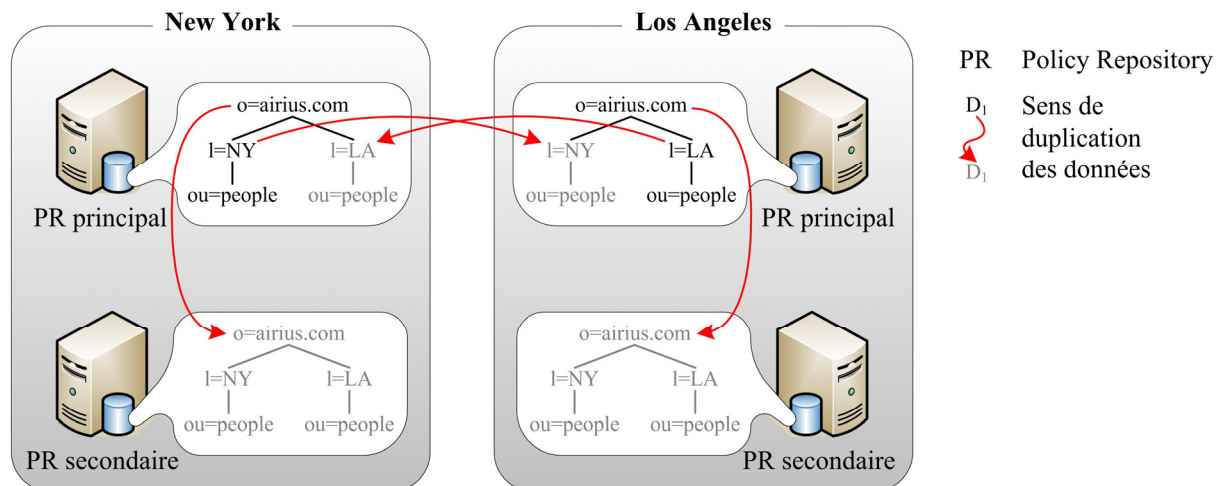 New York
Los Angeles
o=airius.com
l=NY
l=LA
ou=people
ou=people
PR principal
o=airius.com
l=NY
l=LA
ou=people
ou=people
PR principal
o=airius.com
l=NY
l=LA
ou=people
ou=people
PR secondaire
o=airius.com
l=NY
l=LA
ou=people
ou=people
PR secondaire
PR Policy Repository
D₁ Sens de
duplication
D₁ des données